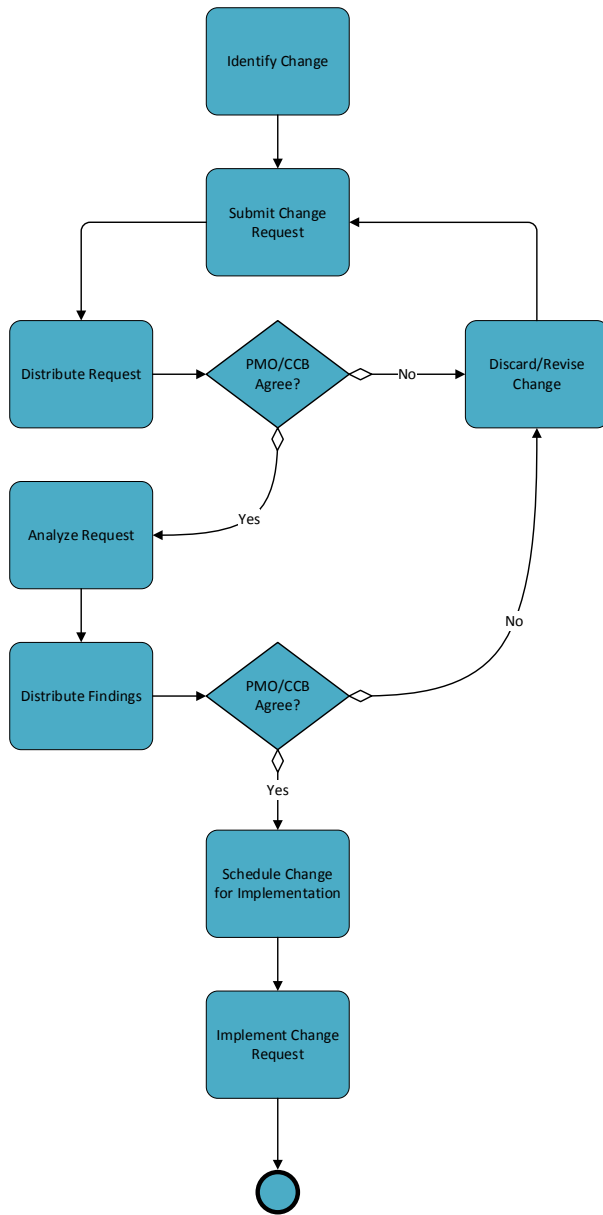 Identify Change
Submit Change
Request
Distribute Request
PMO/CCB
Agree?
No
Discard/Revise
Change
Yes
Analyze Request
No
Distribute Findings
PMO/CCB
Agree?
Yes
Schedule Change
for Implementation
Implement Change
Request